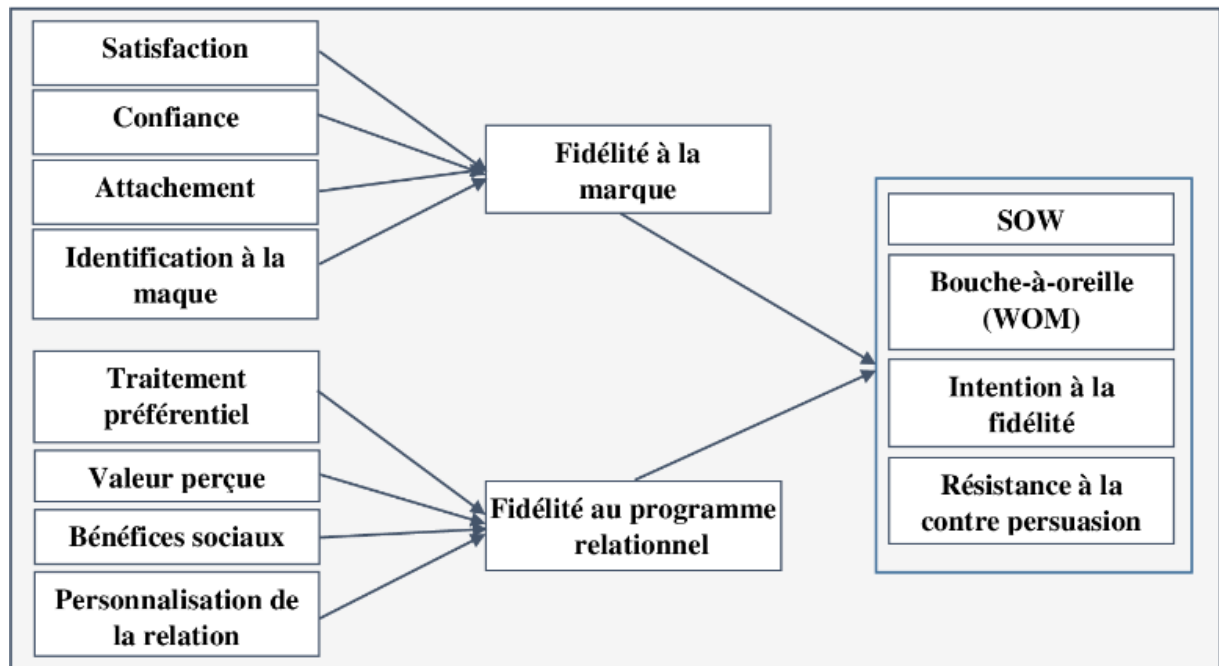 Satisfaction
Confiance
Attachement
Identification à la
maque
Traitement
préférentiel
Valeur perçue
Bénéfices sociaux
Personnalisation de
la relation
Fidélité à la
marque
Fidélité au programme
relationnel
SOW
Bouche-à-oreille
(WOM)
Intention à la
fidélité
Résistance à la
contre persuasion